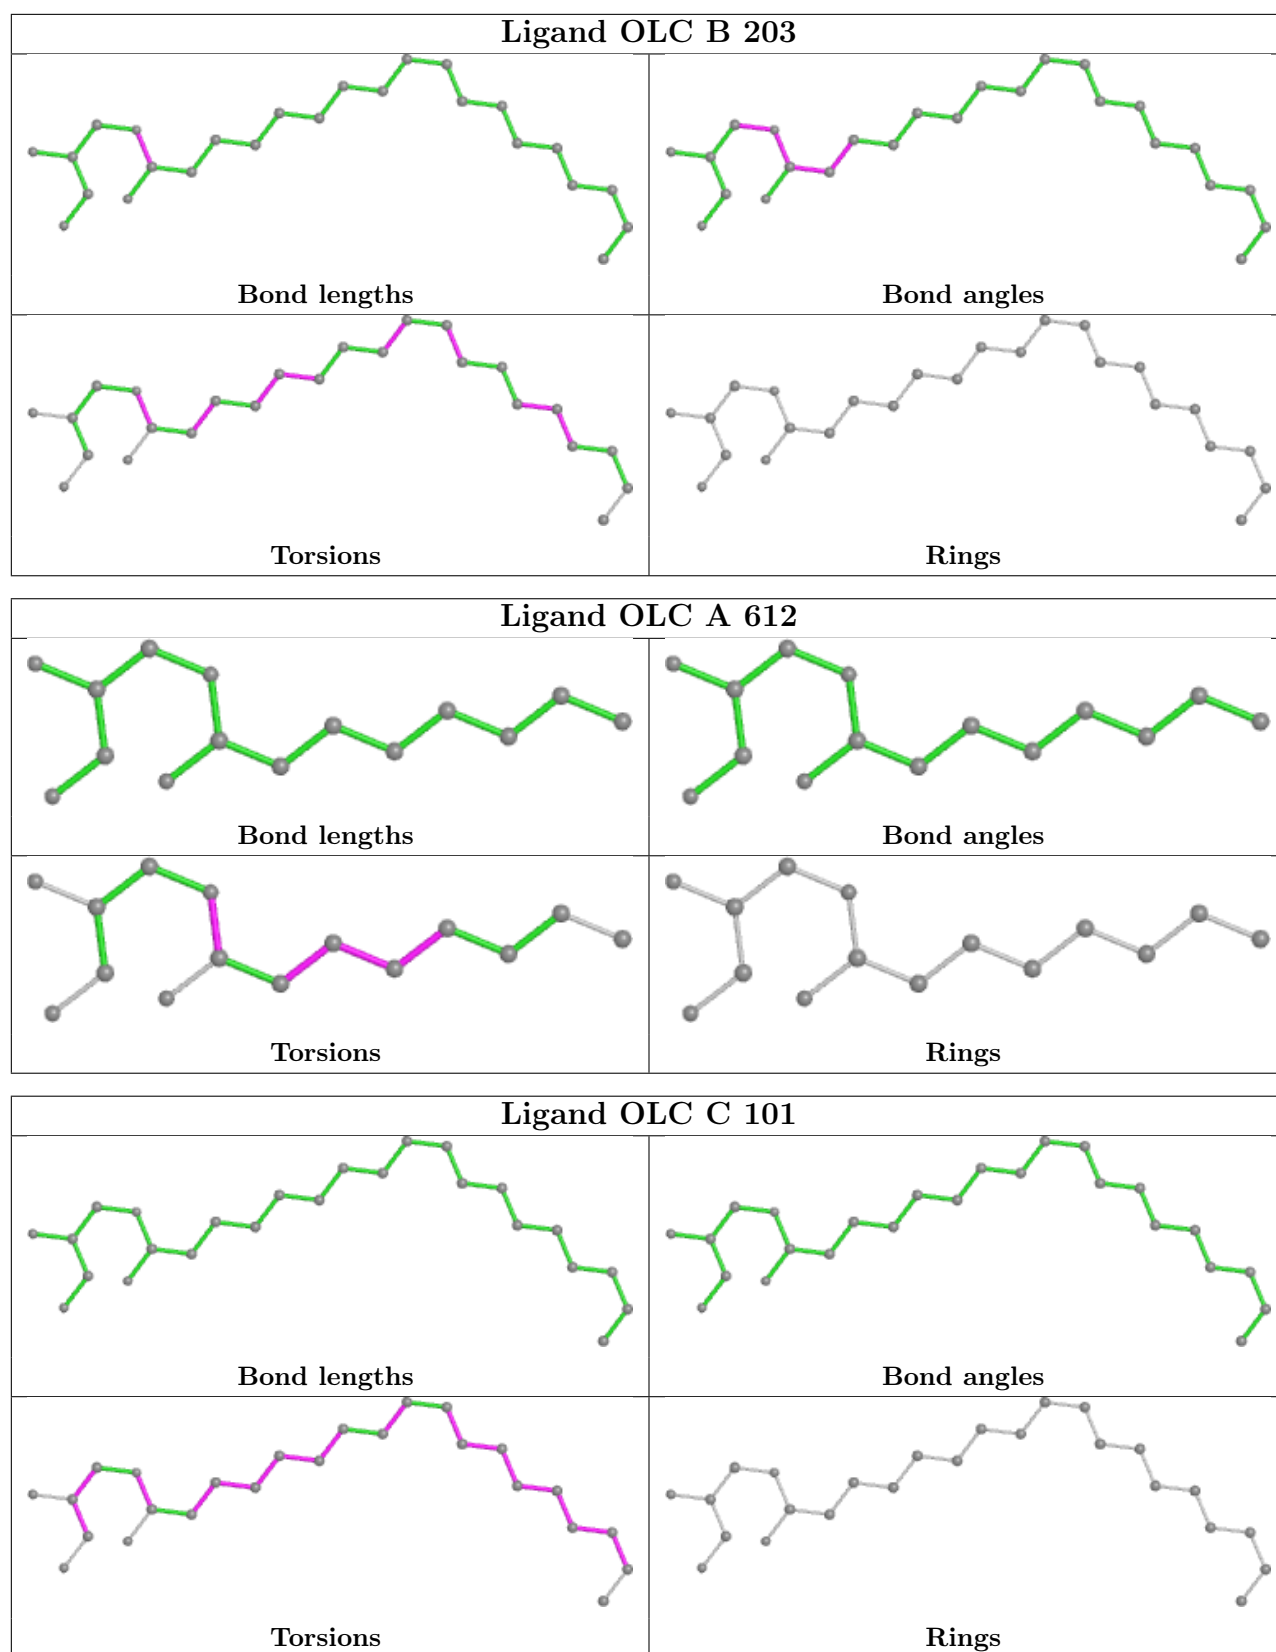 Ligand OLC B 203
Bond lengths
Bond angles
Torsions
Rings
Ligand OLC A 612
Bond lengths
Bond angles
Torsions
Rings
Ligand OLC C 101
Bond lengths
Bond angles
Torsions
Rings